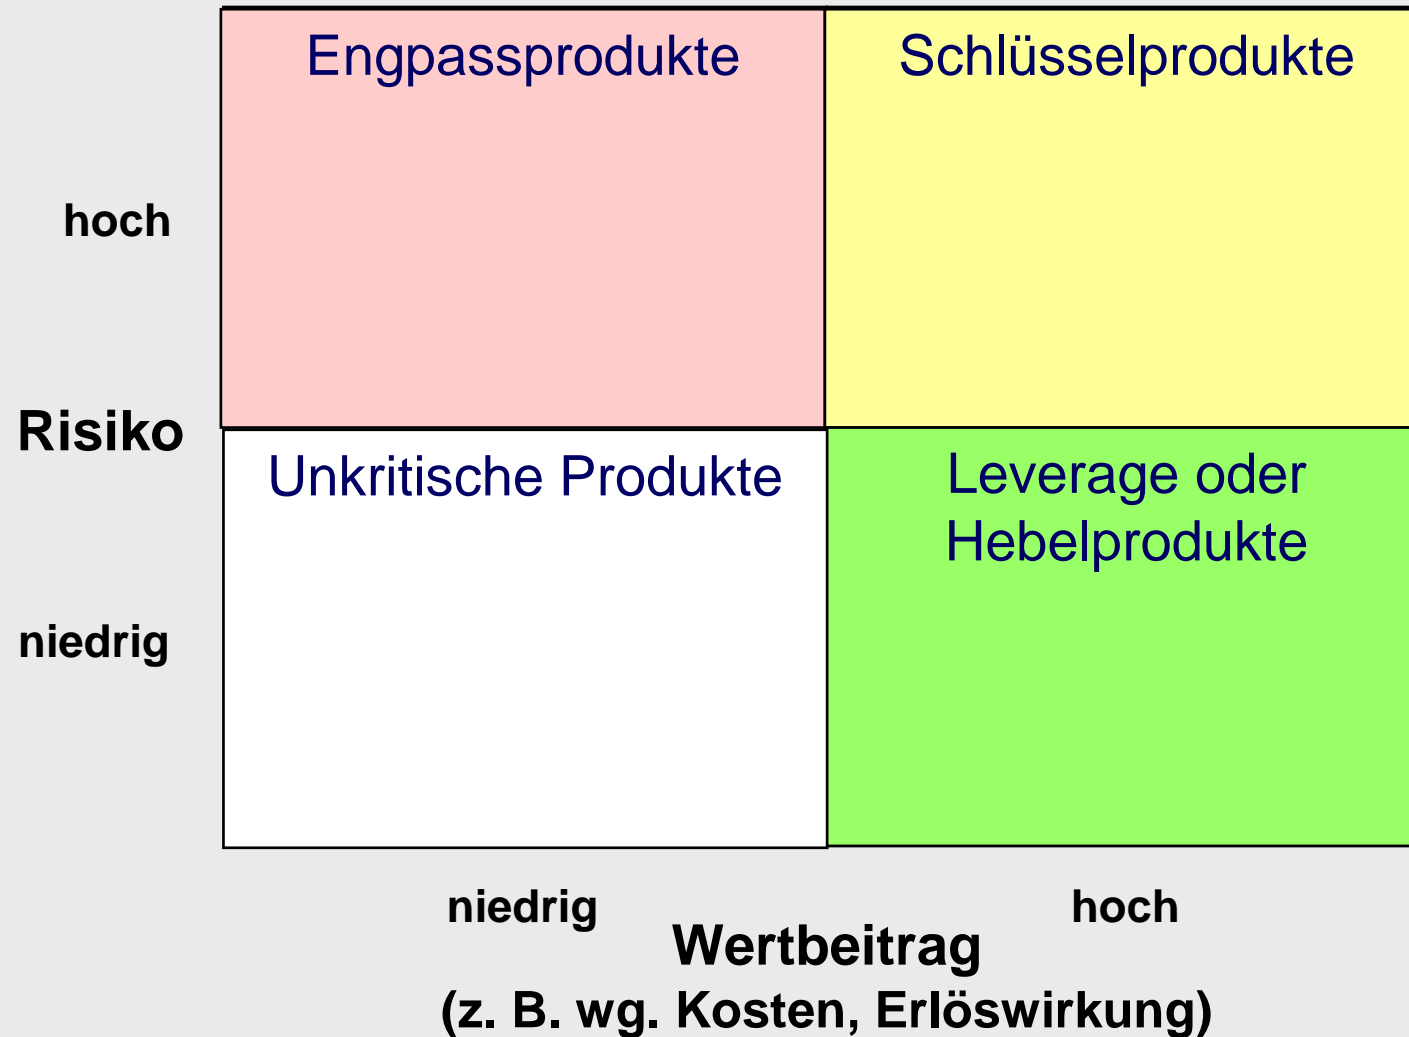 Engpassprodukte
Schlüsselprodukte
hoch
Risiko
Unkritische Produkte
Leverage oder
Hebelprodukte
niedrig
niedrig
hoch
Wertbeitrag
(z. B. wg. Kosten, Erlöswirkung)